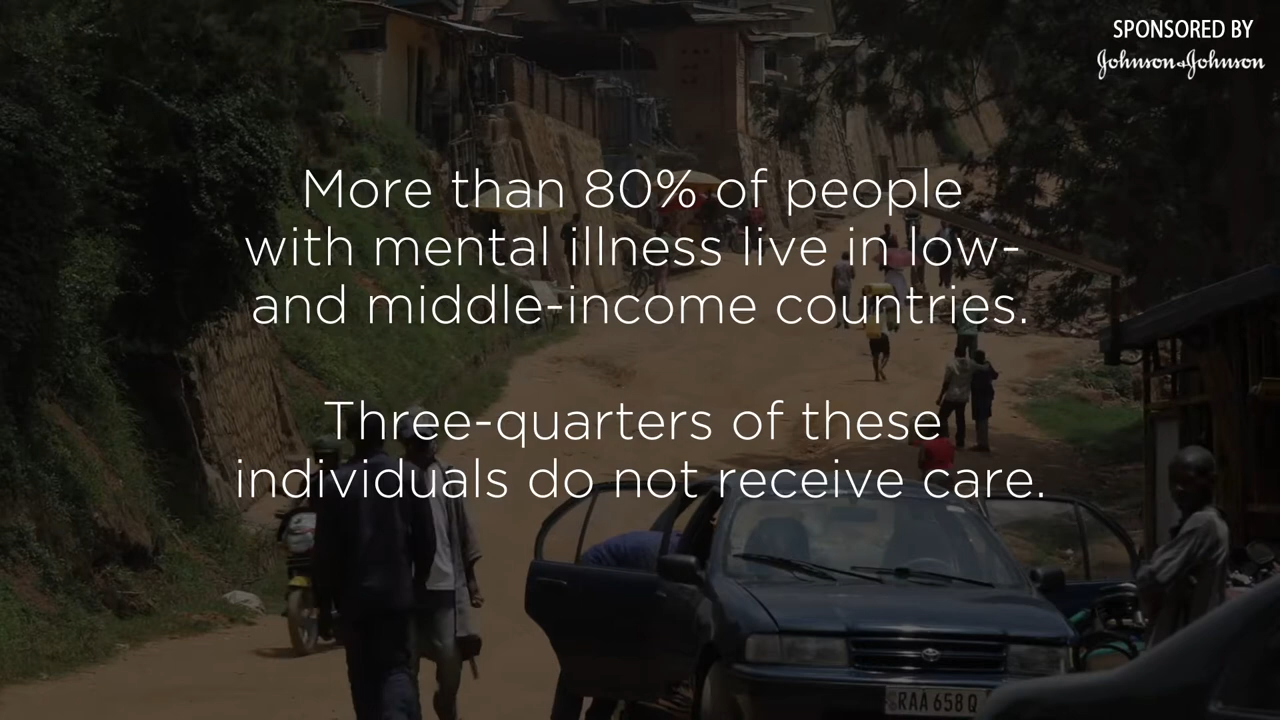 SPONSORED BY
Johnson&Johnson
More than 80% of people
with mental illness live in low-
and middle-income countries.
Three-quarters of these
individuals do not receive care.
RAA 658 Q